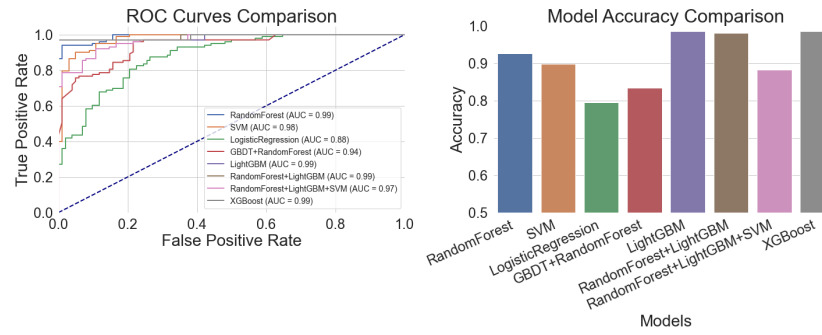 ROC Curves Comparison
True Positive Rate
1.0
0.8
0.6
0.4
0.2
0.0
0.0 0.2 0.4 0.6 0.8 1.0
False Positive Rate
RandomForest (AUC = 0.99)
SVM (AUC = 0.98)
LogisticRegression (AUC = 0.88)
GBDT+RandomForest (AUC = 0.94)
LightGBM (AUC = 0.99)
RandomForest+LightGBM (AUC = 0.99)
RandomForest+LightGBM+SVM (AUC = 0.97)
XGBoost (AUC = 0.99)
Model Accuracy Comparison
Accuracy
1.0
0.9
0.8
0.7
0.6
0.5
RandomForest
SVM
LogisticRegression
GBDT+RandomForest
LightGBM
RandomForest+LightGBM
RandomForest+LightGBM+SVM
XGBoost
Models